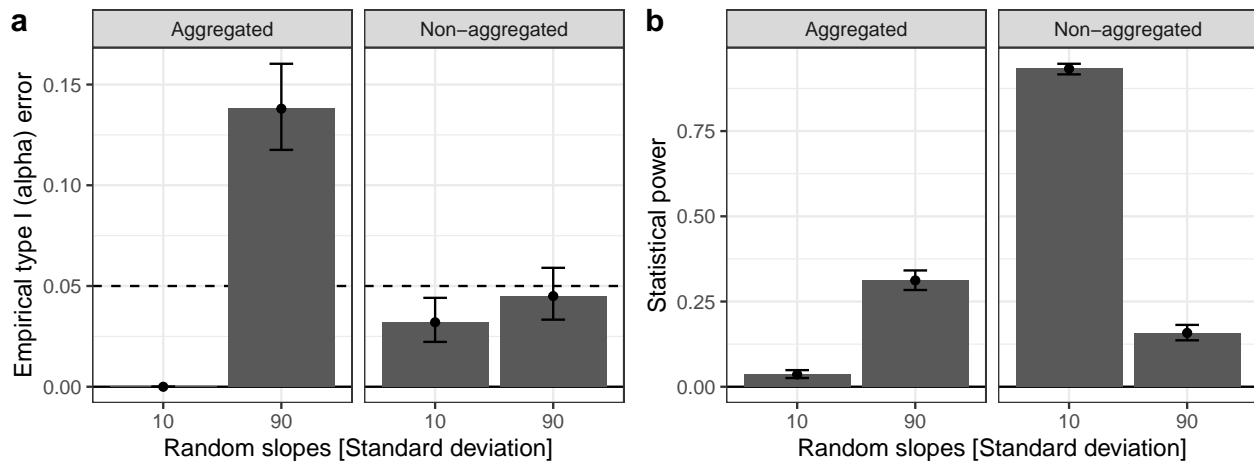 a
Aggregated
Non−aggregated
Empirical type I (alpha) error
0.15
0.10
0.05
0.00
10
90
10
90
Random slopes [Standard deviation]
b
Aggregated
Non−aggregated
Statistical power
0.75
0.50
0.25
0.00
10
90
10
90
Random slopes [Standard deviation]